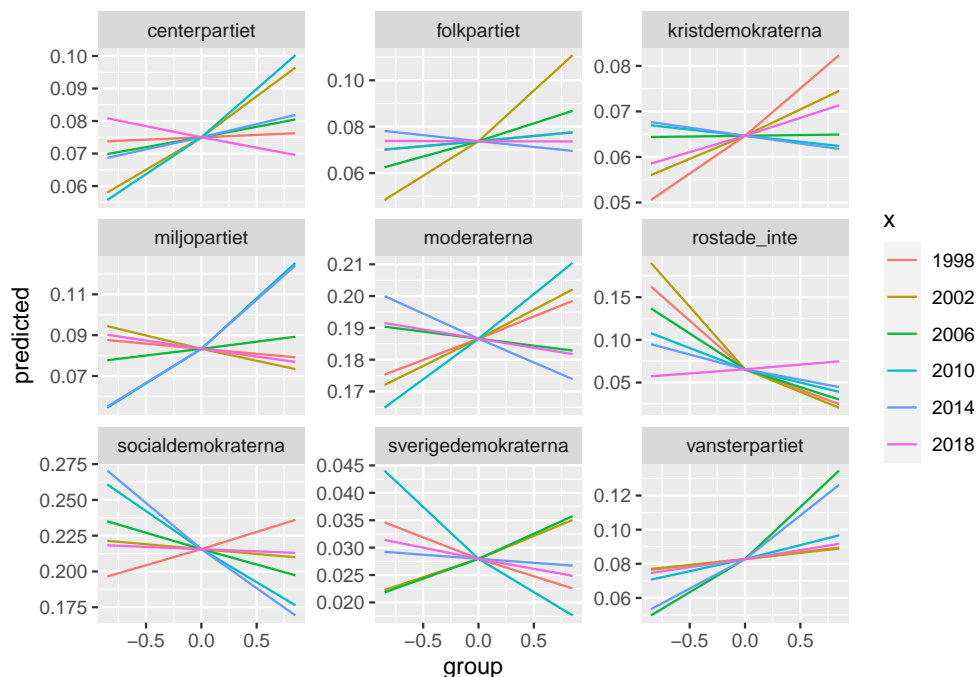 centerpartiet
folkpartiet
kristdemokraterna
0.10
0.09
0.08
0.07
0.06
0.10
0.08
0.06
0.08
0.07
0.06
0.05
miljopartiet
moderaterna
rostade_inte
0.11
0.09
0.07
0.21
0.20
0.19
0.18
0.17
0.15
0.10
0.05
socialdemokraterna
sverigedemokraterna
vansterpartiet
0.275
0.250
0.225
0.200
0.175
0.045
0.040
0.035
0.030
0.025
0.020
0.12
0.10
0.08
0.06
−0.5 0.0 0.5
−0.5 0.0 0.5
−0.5 0.0 0.5
group
predicted
x
1998
2002
2006
2010
2014
2018